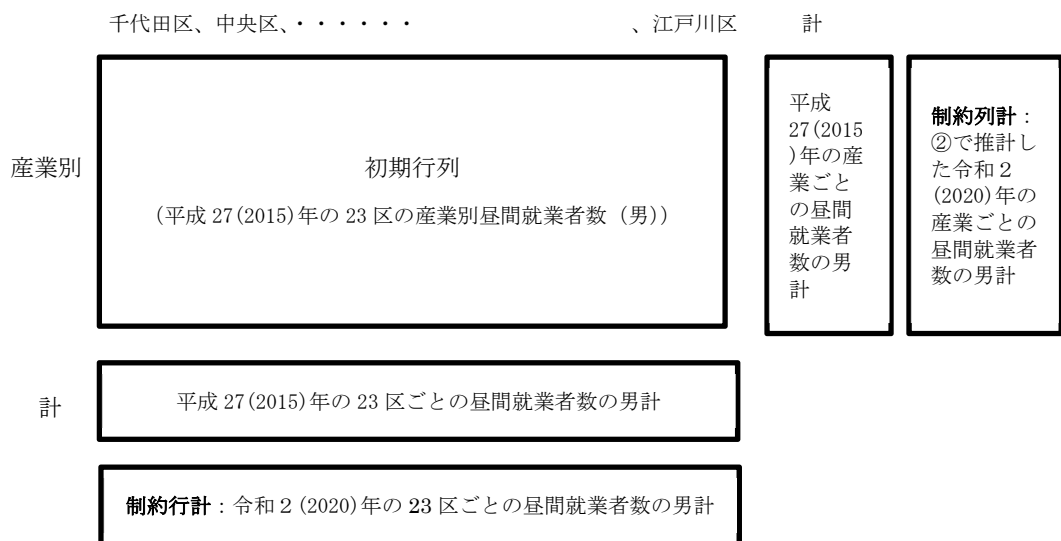 千代田区、中央区、・・・・・・　、江戸川区　計
産業別
初期行列
(平成 27(2015)年の 23 区の産業別昼間就業者数（男）)
平成
27(2015
)年の産
業ごと
の昼間
就業者
数の男
計
制約列計：
②で推計し
た令和２
(2020)年の
産業ごとの
昼間就業者
数の男計
計
平成 27(2015)年の 23 区ごとの昼間就業者数の男計
制約行計：令和２(2020)年の 23 区ごとの昼間就業者数の男計